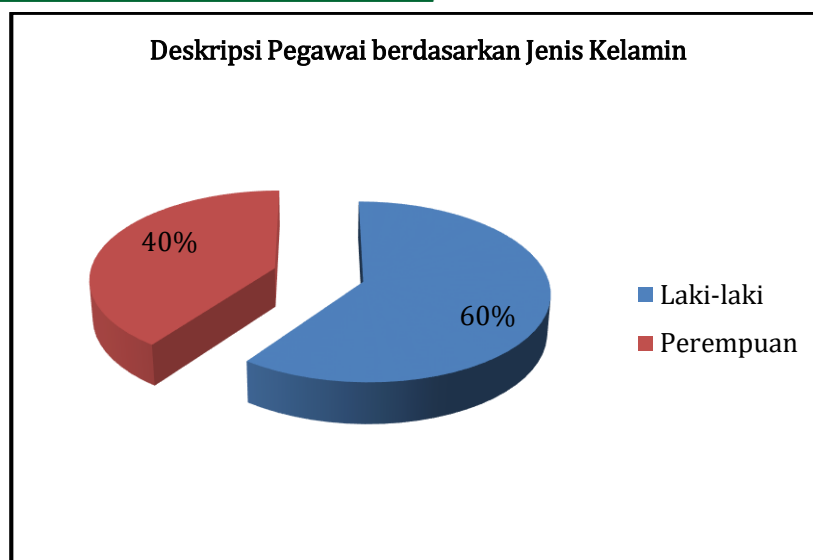 Deskripsi Pegawai berdasarkan Jenis Kelamin
40%
60%
Laki-laki
Perempuan